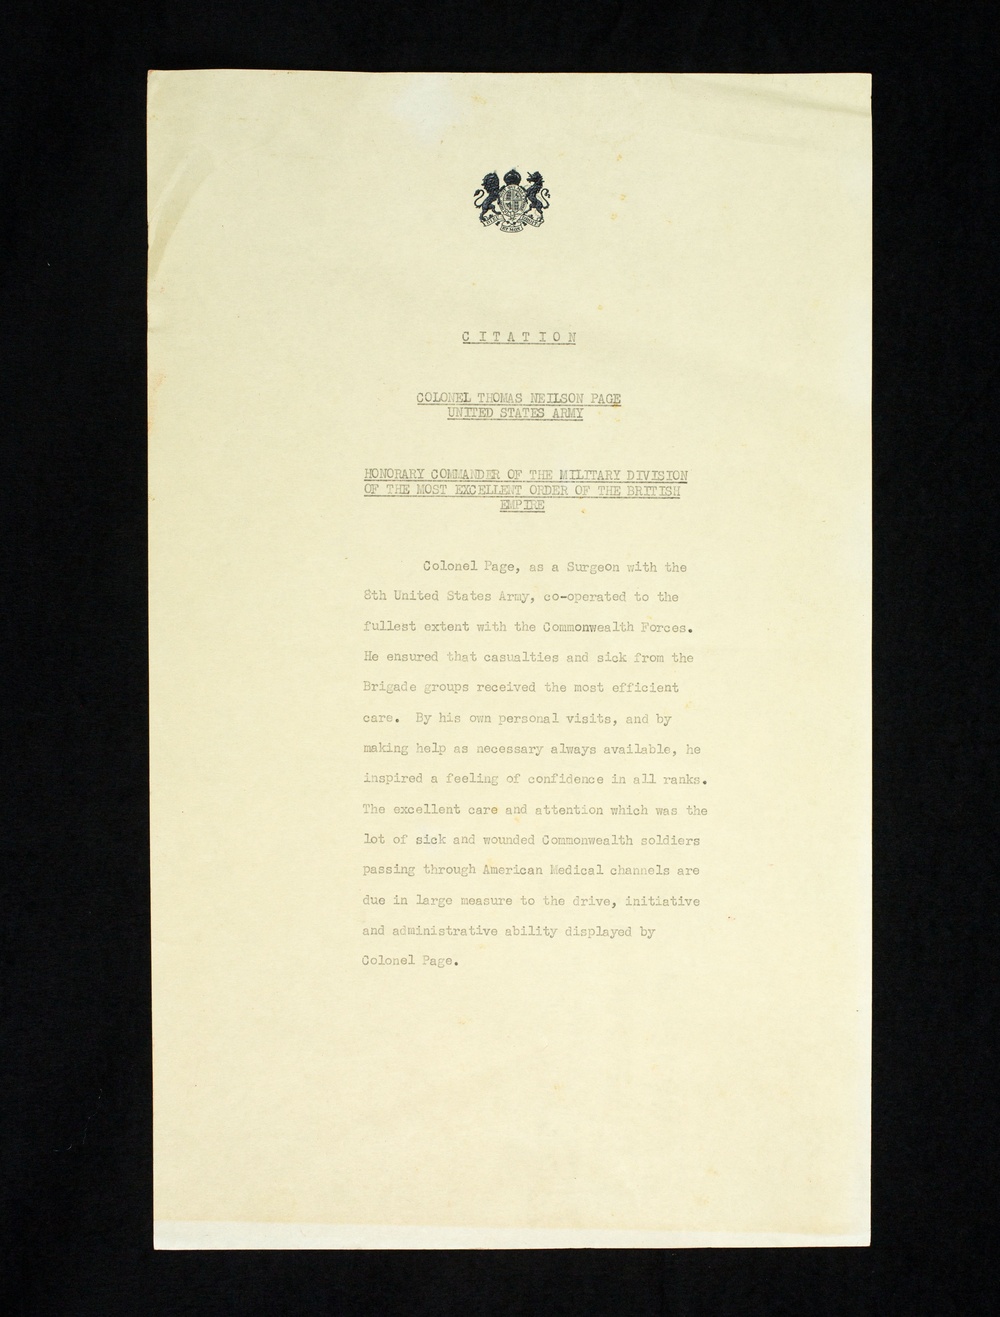 CITATION
COLONEL THOMAS NEILSON PAGE
UNITED STATES ARMY
HONORARY COMMANDER OF THE MILITARY DIVISION
OF THE MOST EXCELLENT ORDER OF THE BRITISH
EMPIRE
Colonel Page, as a Surgeon with the
8th United States Army, co-operated to the
fullest extent with the Commonwealth Forces.
He ensured that casualties and sick from the
Brigade groups received the most efficient
care. By his own personal visits, and by
making help as necessary always available, he
inspired a feeling of confidence in all ranks.
The excellent care and attention which was the
lot of sick and wounded Commonwealth soldiers
passing through American Medical channels are
due in large measure to the drive, initiative
and administrative ability displayed by
Colonel Page.